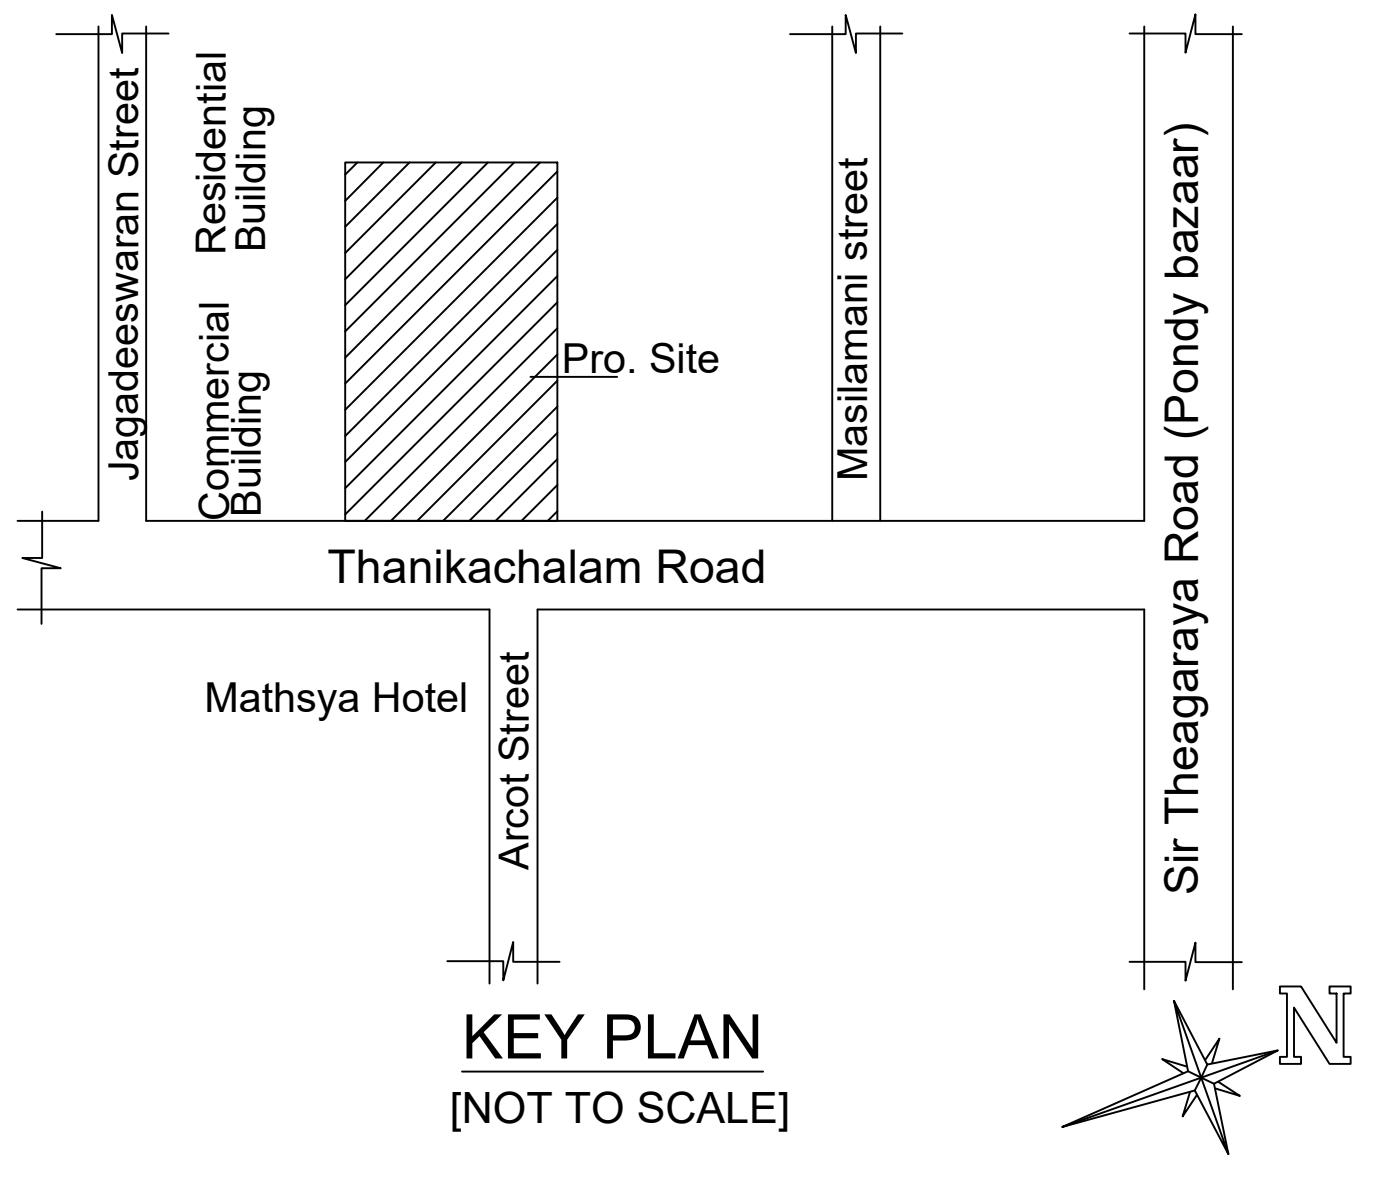 Jagadeeswaran Street
Residential
Building
Commercial
Building
Pro. Site
Masilamani street
Sir Theagaraya Road (Pondy bazaar)
Thanikachalam Road
Mathsya Hotel
Arcot Street
KEY PLAN
[NOT TO SCALE]
N